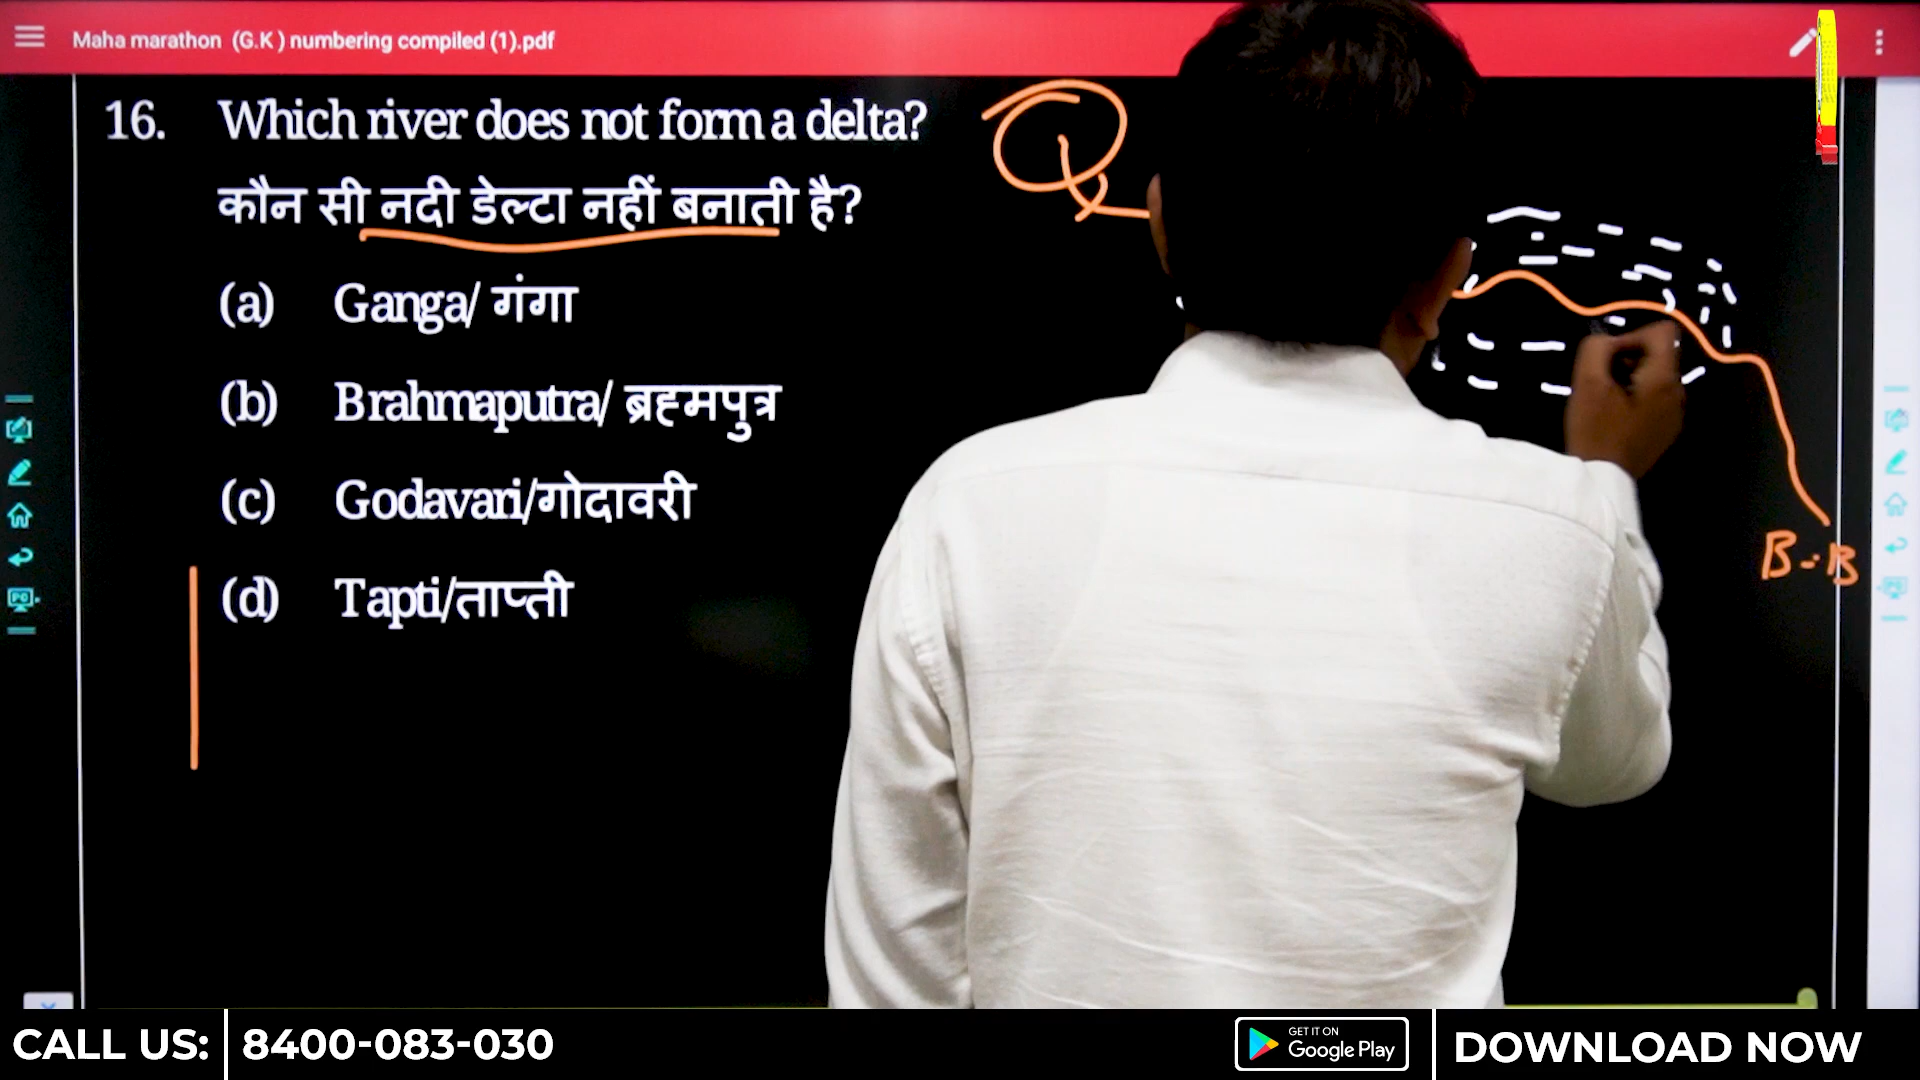 Maha marathon (G.K ) numbering compiled (1).pdf
16. Which river does not form a delta?
कौन सी नदी डेल्टा नहीं बनाती है?
(a) Ganga/ गंगा
(b) Brahmaputra/ ब्रह्मपुत्र
(c) Godavari/गोदावरी
(d) Tapti/ताप्ती
B-B
CALL US: 8400-083-030
GET IT ON
Google Play
DOWNLOAD NOW